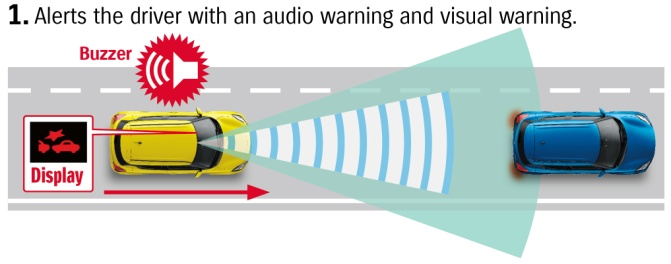 1. Alerts the driver with an audio warning and visual warning.
Buzzer
Display